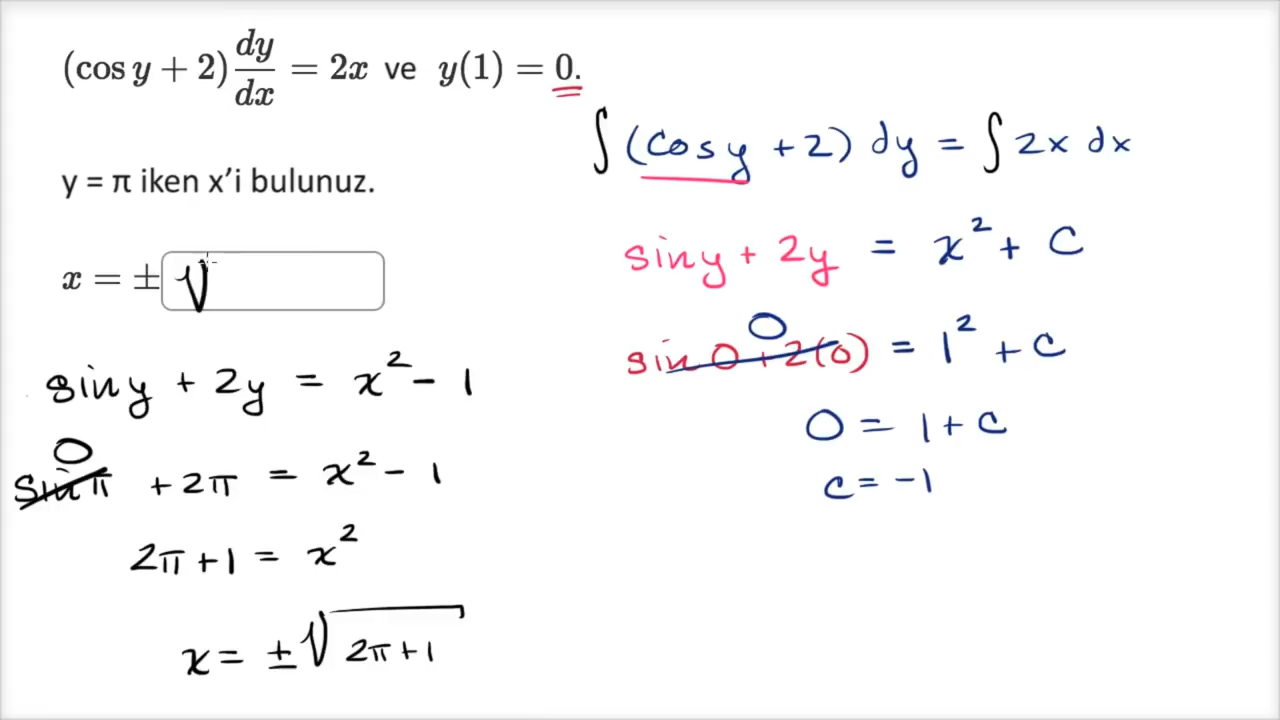 (cos y + 2) dy/dx = 2x ve y(1) = 0.
y = π iken x'i bulunuz.
x = ± √
sin y + 2y = x² - 1
0
sin π + 2π = x² - 1
2π + 1 = x²
x = ± √(2π + 1)
∫ (cos y + 2) dy = ∫ 2x dx
sin y + 2y = x² + C
0
sin 0 + 2(0) = 1² + C
0 = 1 + C
C = -1